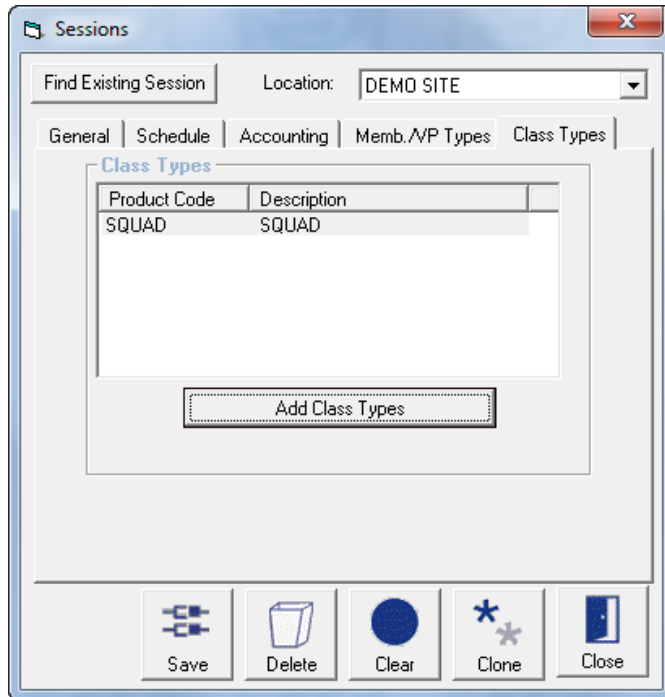 Sessions
Find Existing Session Location: DEMO SITE
General Schedule Accounting Memb./VP Types Class Types
Class Types
Product Code Description
SQUAD SQUAD
Add Class Types
Save Delete Clear Clone Close